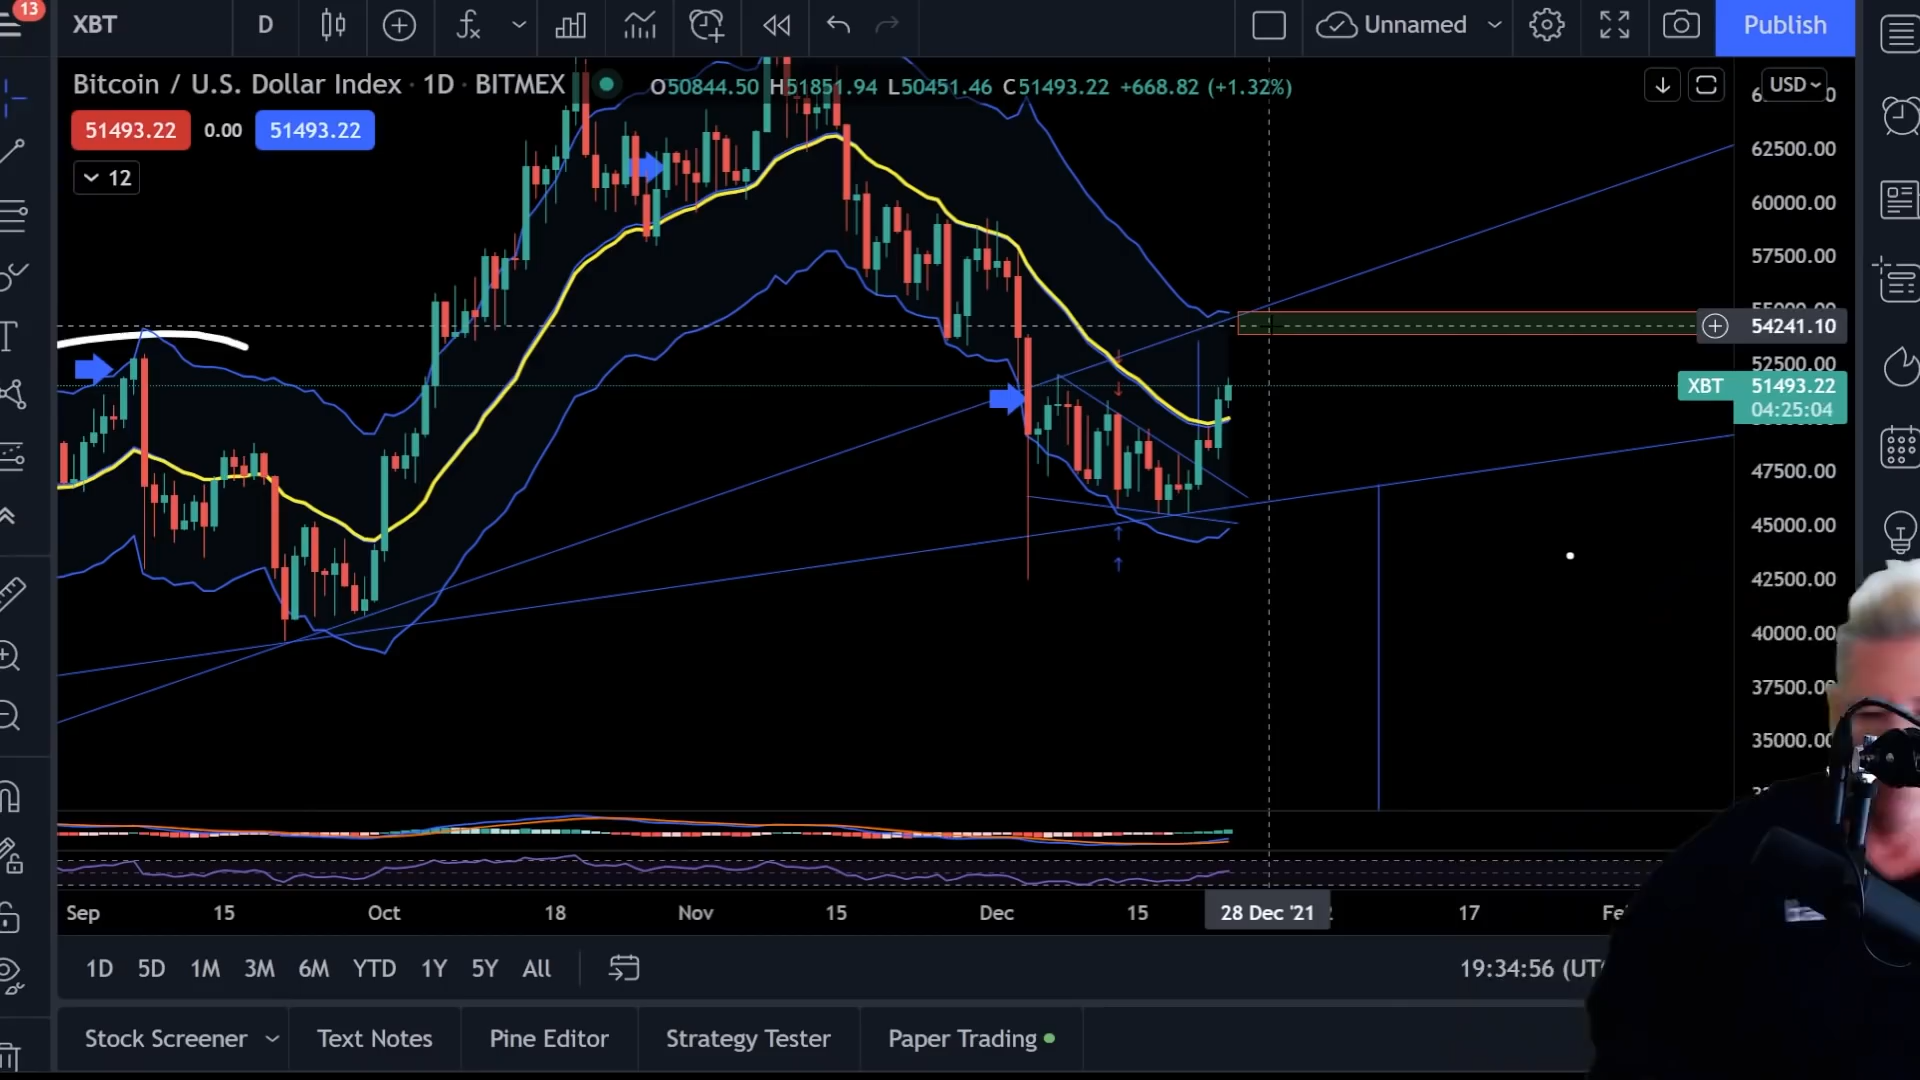 13
XBT
D
Unnamed
Publish
Bitcoin / U.S. Dollar Index · 1D · BITMEX
O50844.50 H51851.94 L50451.46 C51493.22 +668.82 (+1.32%)
USD
51493.22 0.00 51493.22
12
62500.00
60000.00
57500.00
55000.00
54241.10
52500.00
XBT 51493.22
04:25:04
47500.00
45000.00
42500.00
40000.00
37500.00
35000.00
Sep 15 Oct 18 Nov 15 Dec 15 28 Dec '21 17
1D 5D 1M 3M 6M YTD 1Y 5Y All
19:34:56 (UT
Stock Screener Text Notes Pine Editor Strategy Tester Paper Trading